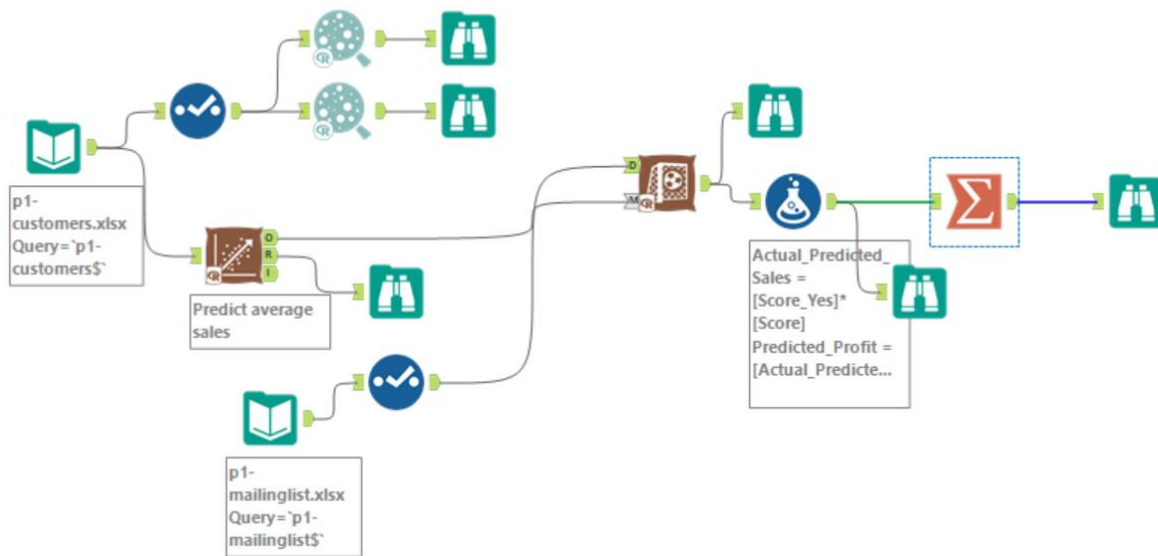 p1-
customers.xlsx
Query=`p1-
customers$`
O
R
I
Predict average
sales
p1-
mailinglist.xlsx
Query=`p1-
mailinglist$`
D
M
Actual_Predicted_
Sales =
[Score_Yes]*
[Score]
Predicted_Profit =
[Actual_Predicte...